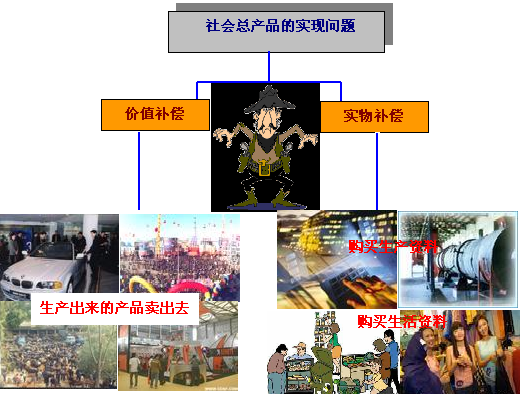 社会总产品的实现问题
价值补偿
实物补偿
购买生产资料
生产出来的产品卖出去
购买生活资料